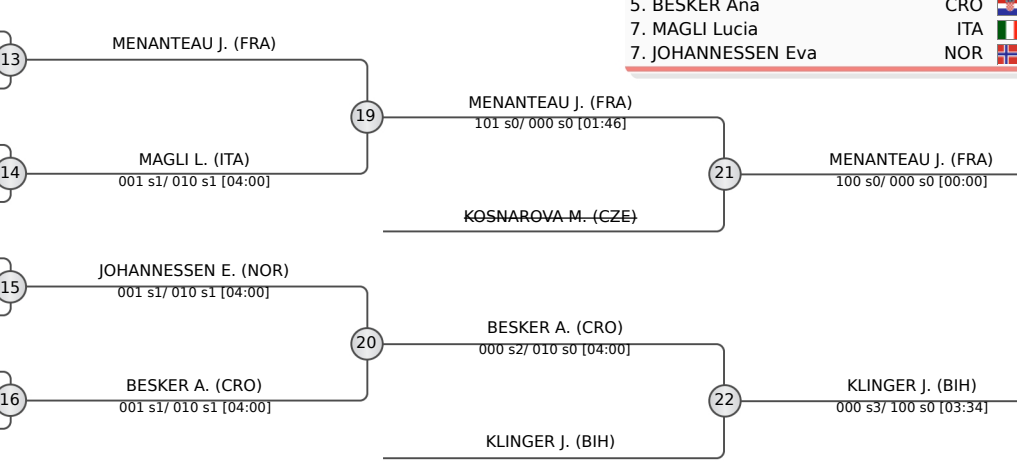 5. BESKER Ana CRO
7. MAGLI Lucia ITA
7. JOHANNESSEN Eva NOR
13
MENANTEAU J. (FRA)
19
MENANTEAU J. (FRA)
101 s0/ 000 s0 [01:46]
14
MAGLI L. (ITA)
001 s1/ 010 s1 [04:00]
21
MENANTEAU J. (FRA)
100 s0/ 000 s0 [00:00]
KOSNAROVA M. (CZE)
15
JOHANNESSEN E. (NOR)
001 s1/ 010 s1 [04:00]
20
BESKER A. (CRO)
000 s2/ 010 s0 [04:00]
16
BESKER A. (CRO)
001 s1/ 010 s1 [04:00]
22
KLINGER J. (BIH)
000 s3/ 100 s0 [03:34]
KLINGER J. (BIH)